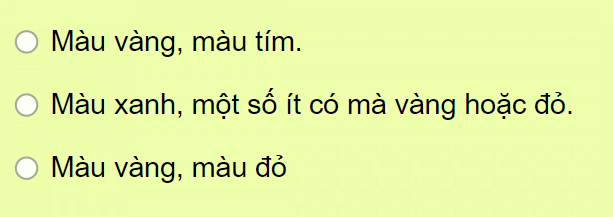 Màu vàng, màu tím.
Màu xanh, một số ít có mà vàng hoặc đỏ.
Màu vàng, màu đỏ